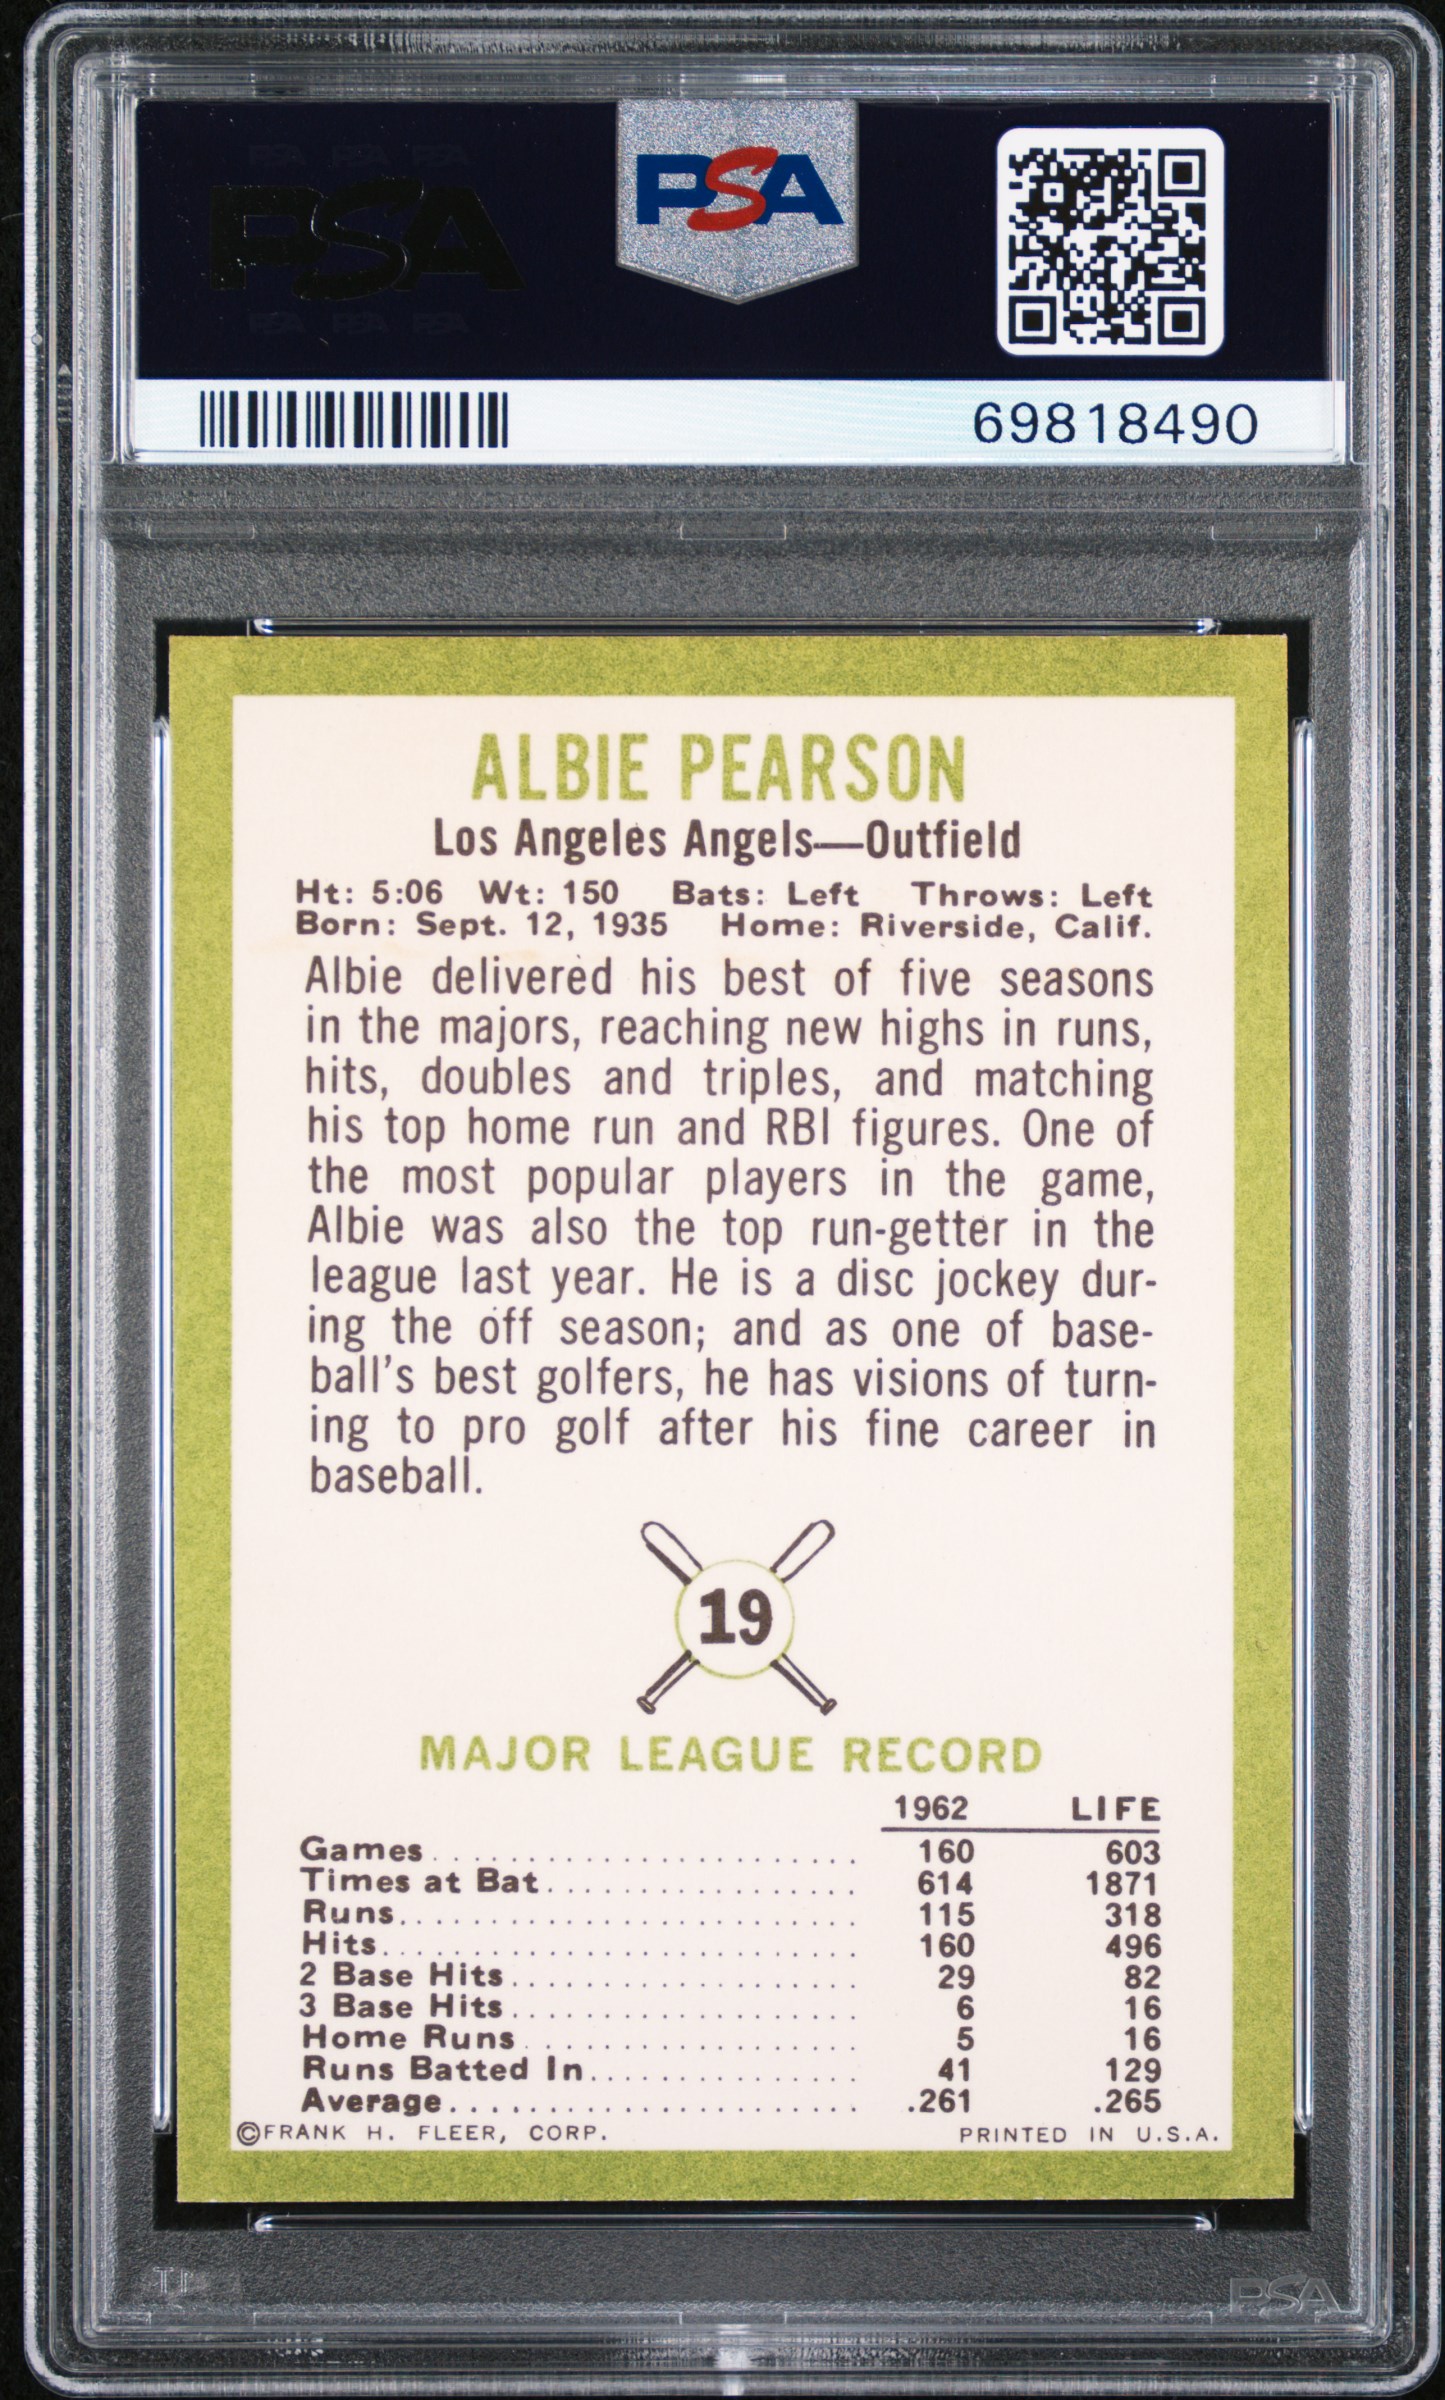 PSA PSA PSA
PSA
PSA PSA PSA
PSA
69818490
ALBIE PEARSON
Los Angeles Angels—Outfield
Ht: 5:06 Wt: 150 Bats: Left Throws: Left
Born: Sept. 12, 1935 Home: Riverside, Calif.
Albie delivered his best of five seasons
in the majors, reaching new highs in runs,
hits, doubles and triples, and matching
his top home run and RBI figures. One of
the most popular players in the game,
Albie was also the top run-getter in the
league last year. He is a disc jockey dur-
ing the off season; and as one of base-
ball's best golfers, he has visions of turn-
ing to pro golf after his fine career in
baseball.
19
MAJOR LEAGUE RECORD
1962 LIFE
Games 160 603
Times at Bat 614 1871
Runs 115 318
Hits 160 496
2 Base Hits 29 82
3 Base Hits 6 16
Home Runs 5 16
Runs Batted In 41 129
Average .261 .265
©FRANK H. FLEER, CORP. PRINTED IN U.S.A.
PSA